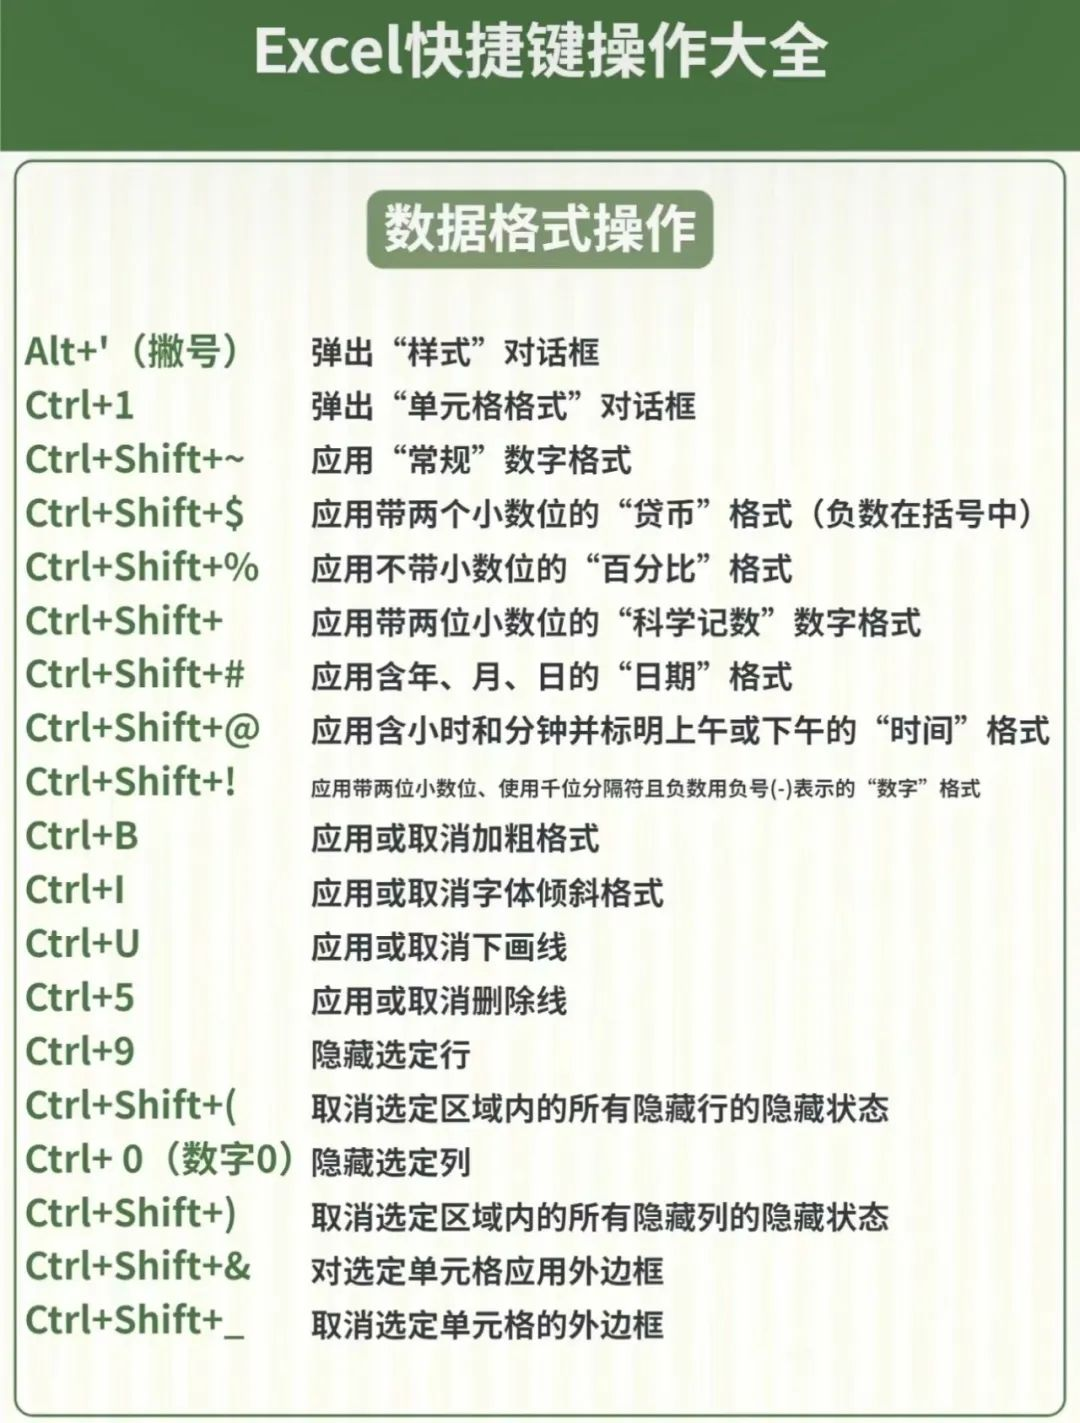 Excel快捷键操作大全
数据格式操作
Alt+'（撇号） 弹出“样式”对话框
Ctrl+1 弹出“单元格格式”对话框
Ctrl+Shift+~ 应用“常规”数字格式
Ctrl+Shift+$ 应用带两个小数位的“贷币”格式（负数在括号中）
Ctrl+Shift+% 应用不带小数位的“百分比”格式
Ctrl+Shift+ 应用带两位小数位的“科学记数”数字格式
Ctrl+Shift+# 应用含年、月、日的“日期”格式
Ctrl+Shift+@ 应用含小时和分钟并标明上午或下午的“时间”格式
Ctrl+Shift+! 应用带两位小数位、使用千位分隔符且负数用负号(-)表示的“数字”格式
Ctrl+B 应用或取消加粗格式
Ctrl+I 应用或取消字体倾斜格式
Ctrl+U 应用或取消下画线
Ctrl+5 应用或取消删除线
Ctrl+9 隐藏选定行
Ctrl+Shift+( 取消选定区域内的所有隐藏行的隐藏状态
Ctrl+ 0（数字0） 隐藏选定列
Ctrl+Shift+) 取消选定区域内的所有隐藏列的隐藏状态
Ctrl+Shift+& 对选定单元格应用外边框
Ctrl+Shift+_ 取消选定单元格的外边框